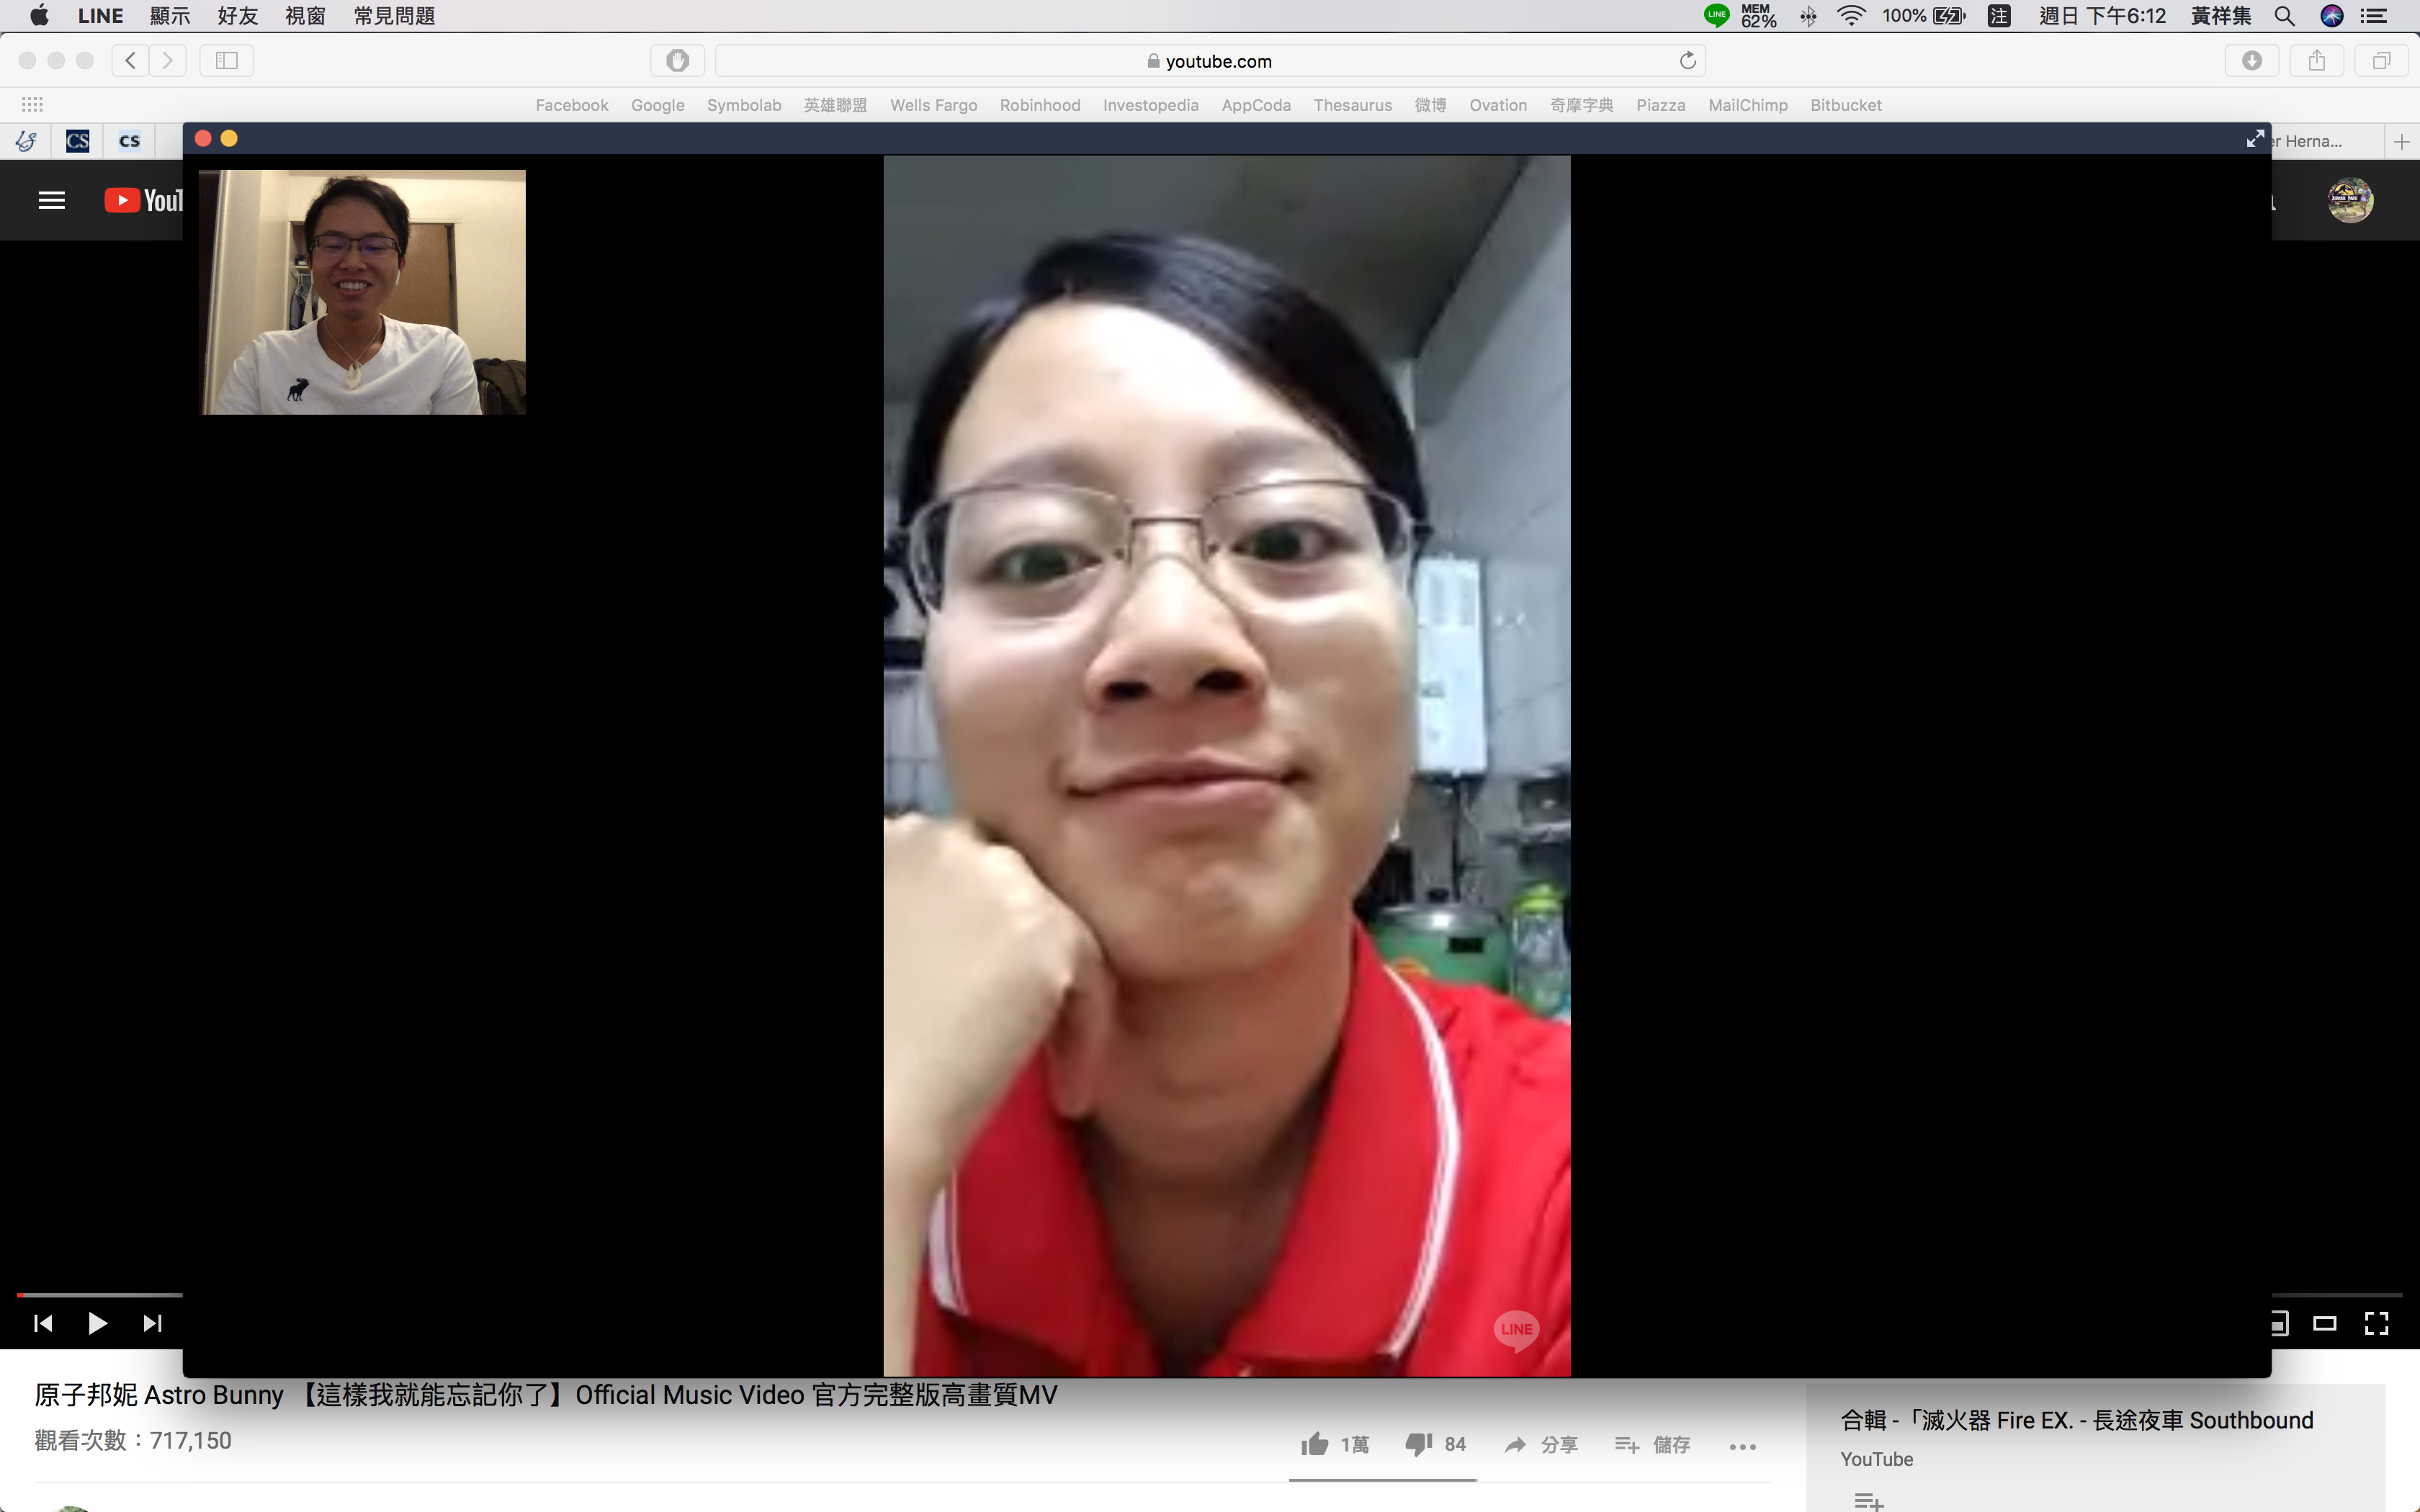 LINE 顯示 好友 視窗 常見問題 LINE MEM 62% 100% 注 週日 下午6:12 黃祥集
youtube.com
Facebook Google Symbolab 英雄聯盟 Wells Fargo Robinhood Investopedia AppCoda Thesaurus 微博 Ovation 奇摩字典 Piazza MailChimp Bitbucket
CS CS er Herna...
YouT
LINE
原子邦妮 Astro Bunny 【這樣我就能忘記你了】Official Music Video 官方完整版高畫質MV
觀看次數：717,150
1萬 84 分享 儲存
合輯 -「滅火器 Fire EX. - 長途夜車 Southbound
YouTube